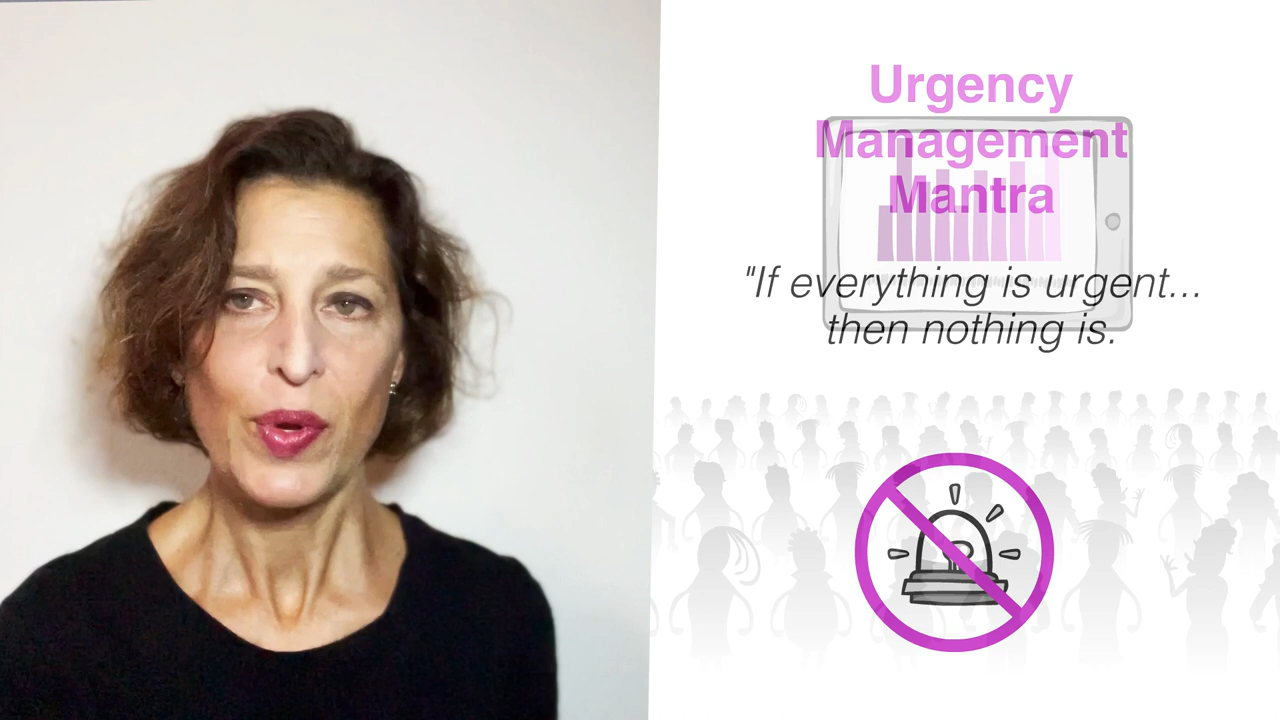 Urgency
Management
Mantra
"If everything is urgent...
then nothing is.